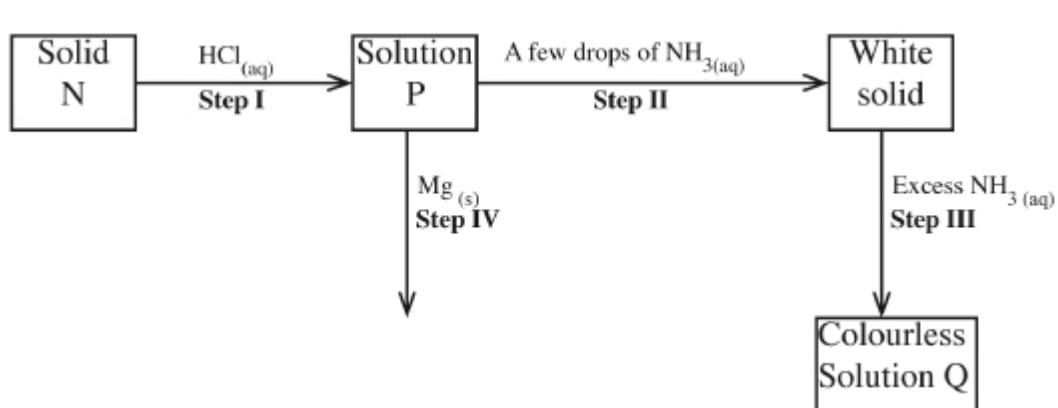 Solid
N
HCl(aq)
Step I
Solution
P
A few drops of NH3(aq)
Step II
White
solid
Mg (s)
Step IV
Excess NH3 (aq)
Step III
Colourless
Solution Q